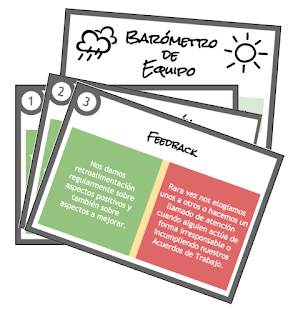 Barómetro
de
Equipo
1
2
3
Feedback
Nos damos
retroalimentación
regularmente sobre
aspectos positivos y
también sobre
aspectos a mejorar.
Rara vez nos elogiamos
unos a otros o hacemos un
llamado de atención
cuando alguien actúa de
forma irresponsable o
incumpliendo nuestros
Acuerdos de Trabajo.